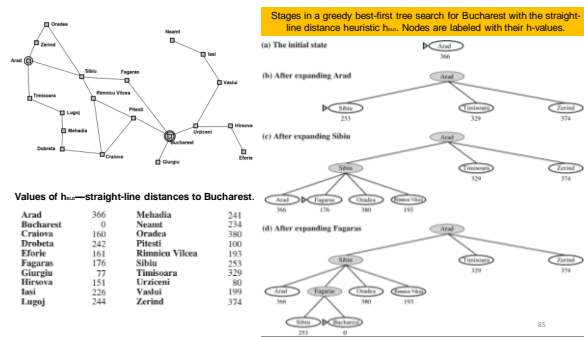 Oradea
Neamt
Zerind
Iasi
Arad
Sibiu
Fagaras
Vaslui
Rimnicu Vilcea
Timisoara
Pitesti
Lugoj
Hirsova
Mehadia
Urziceni
Bucharest
Dobreta
Craiova
Giurgiu
Eforie
Values of hSLD—straight-line distances to Bucharest.
Arad 366 Mehadia 241
Bucharest 0 Neamt 234
Craiova 160 Oradea 380
Drobeta 242 Pitesti 100
Eforie 161 Rimnicu Vilcea 193
Fagaras 176 Sibiu 253
Giurgiu 77 Timisoara 329
Hirsova 151 Urziceni 80
Iasi 226 Vaslui 199
Lugoj 244 Zerind 374
Stages in a greedy best-first tree search for Bucharest with the straight-
line distance heuristic hSLD. Nodes are labeled with their h-values.
(a) The initial state
Arad
366
(b) After expanding Arad
Arad
Sibiu Timisoara Zerind
253 329 374
(c) After expanding Sibiu
Arad
Sibiu Timisoara Zerind
329 374
Arad Fagaras Oradea Rimnicu Vilcea
366 176 380 193
(d) After expanding Fagaras
Arad
Sibiu Timisoara Zerind
329 374
Arad Fagaras Oradea Rimnicu Vilcea
366 380 193
Sibiu Bucharest
253 0
85